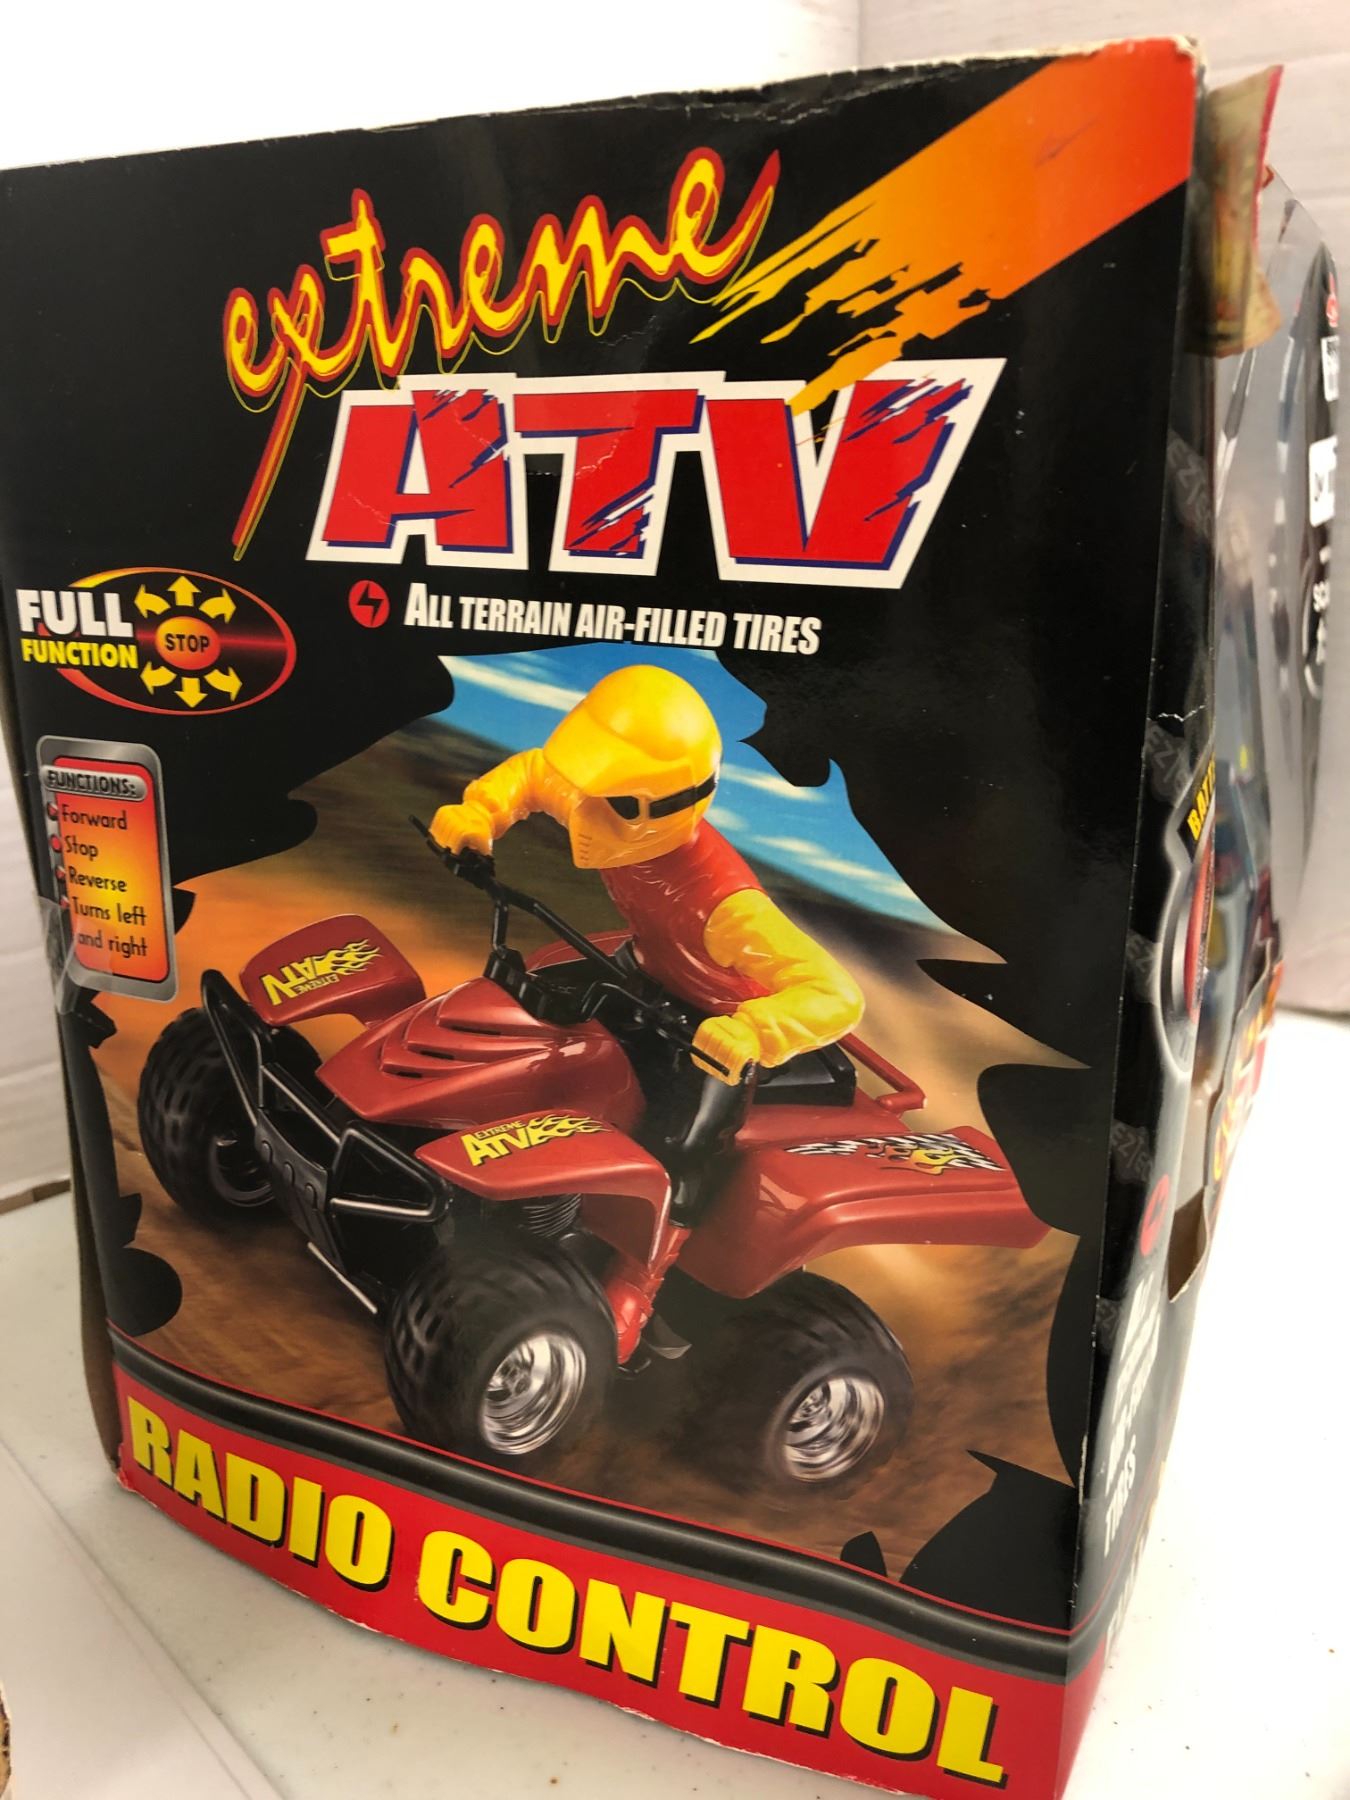 extreme
ATV
ALL TERRAIN AIR-FILLED TIRES
FULL
FUNCTION
STOP
FUNCTIONS:
Forward
Stop
Reverse
Turns left
and right
EXTREME
ATV
EXTREME
ATV
RADIO CONTROL
TIRES